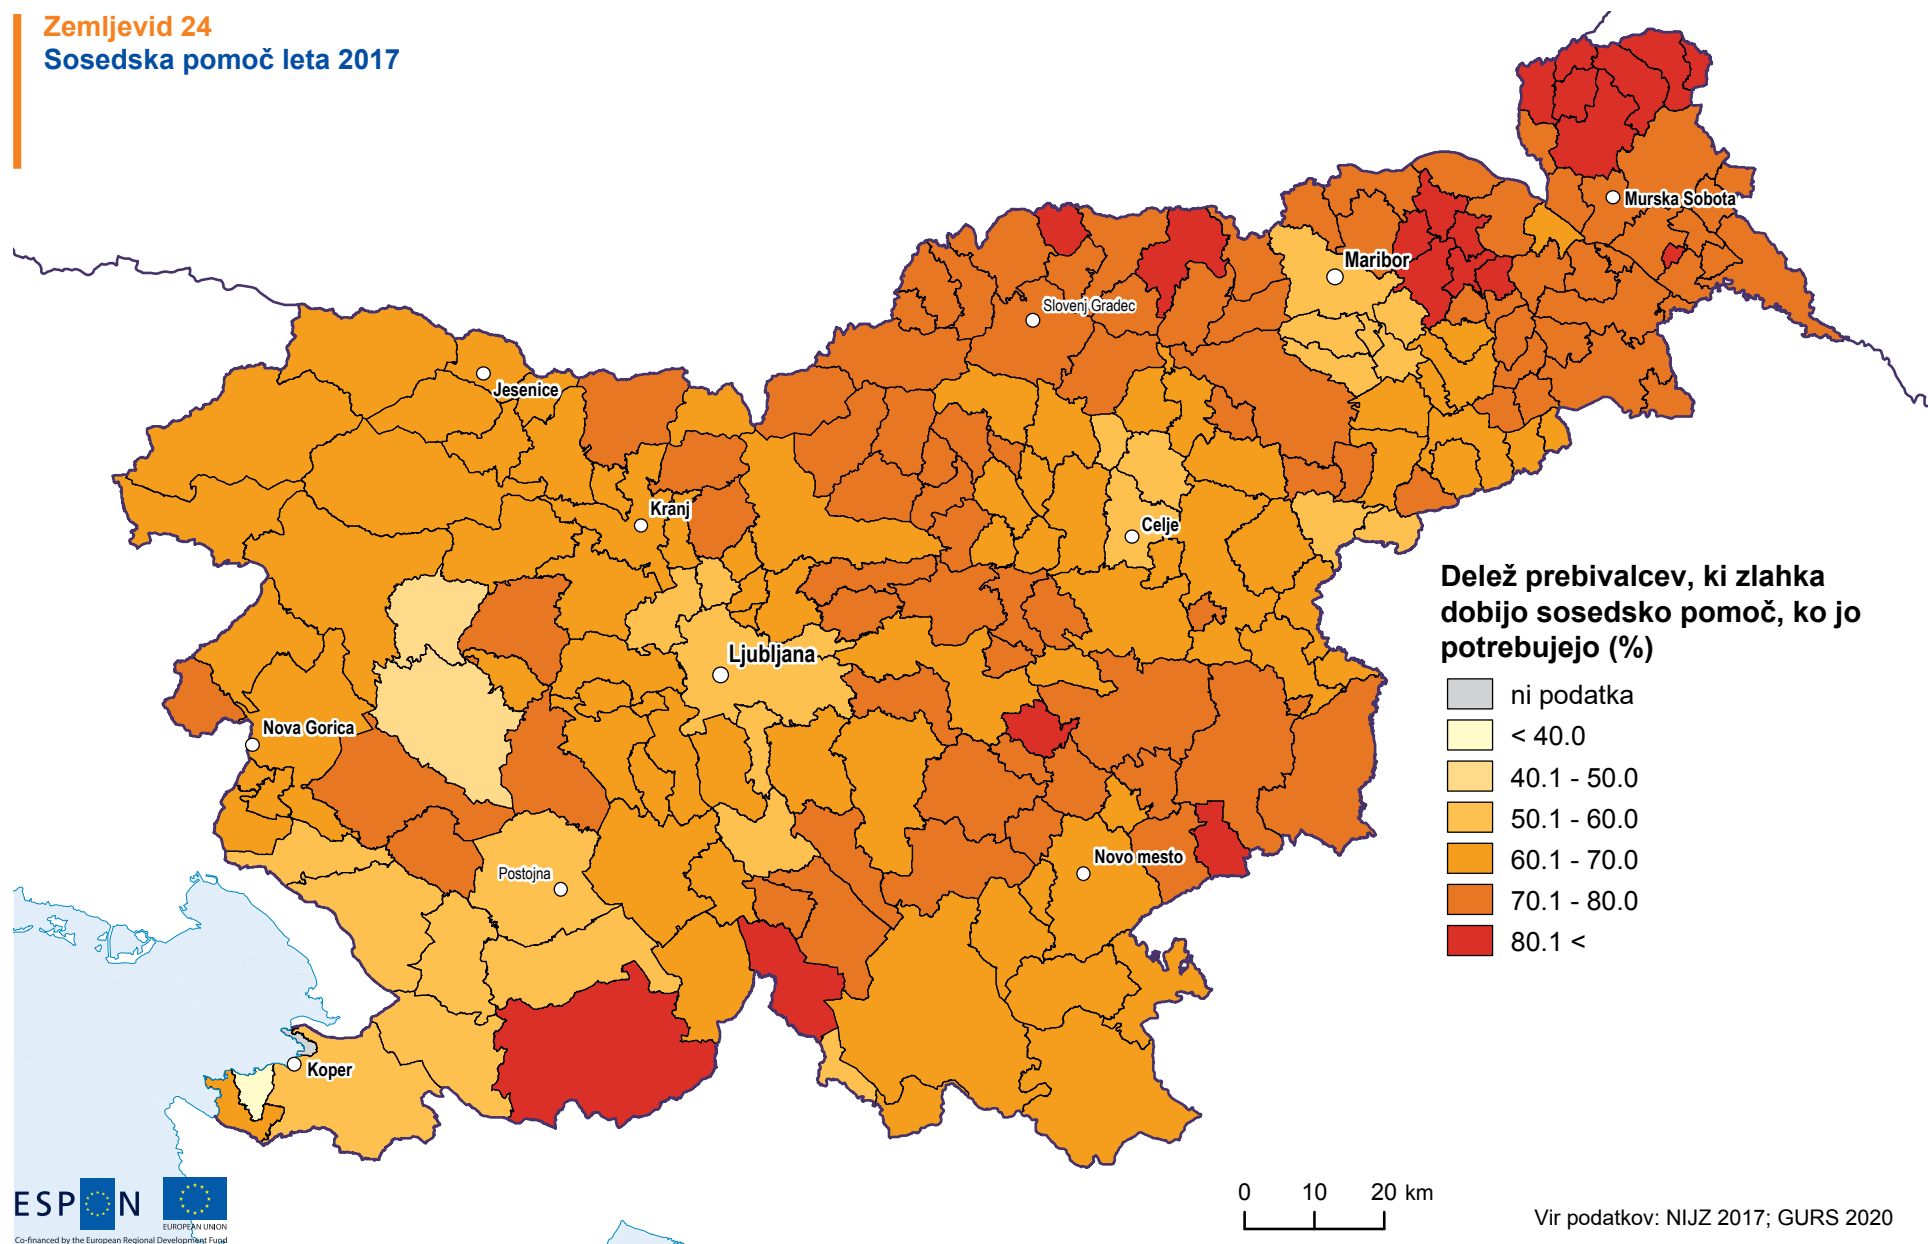 Zemljevid 24
Sosedska pomoč leta 2017
Murska Sobota
Maribor
Slovenj Gradec
Jesenice
Kranj
Celje
Ljubljana
Nova Gorica
Novo mesto
Postojna
Koper
Delež prebivalcev, ki zlahka
dobijo sosedsko pomoč, ko jo
potrebujejo (%)
ni podatka
< 40.0
40.1 - 50.0
50.1 - 60.0
60.1 - 70.0
70.1 - 80.0
80.1 <
0 10 20 km
Vir podatkov: NIJZ 2017; GURS 2020
ESPON
EUROPEAN UNION
Co-financed by the European Regional Development Fund